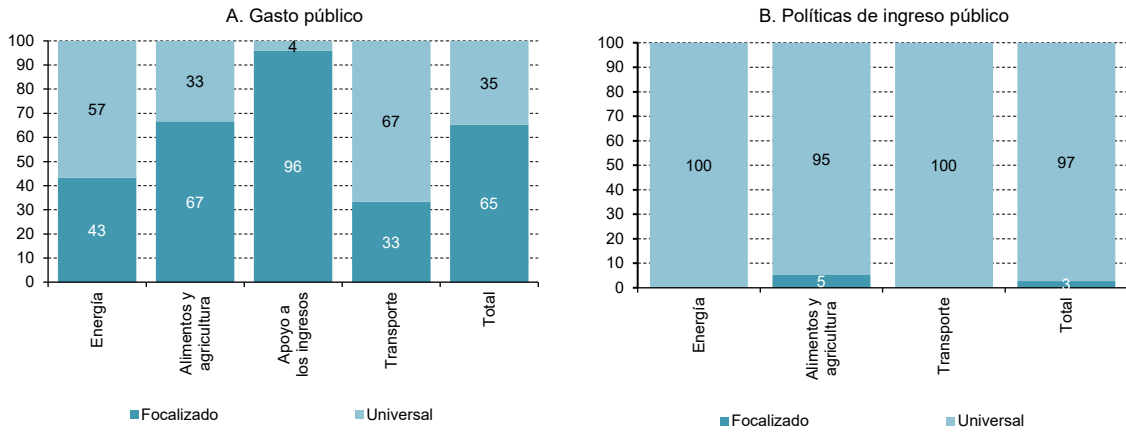 A. Gasto público
100
90
80
70
60
50
40
30
20
10
0
57
43
33
67
4
96
67
33
35
65
Energía
Alimentos y
agricultura
Apoyo a
los ingresos
Transporte
Total
Focalizado
Universal
B. Políticas de ingreso público
100
90
80
70
60
50
40
30
20
10
0
100
95
5
100
97
3
Energía
Alimentos y
agricultura
Transporte
Total
Focalizado
Universal